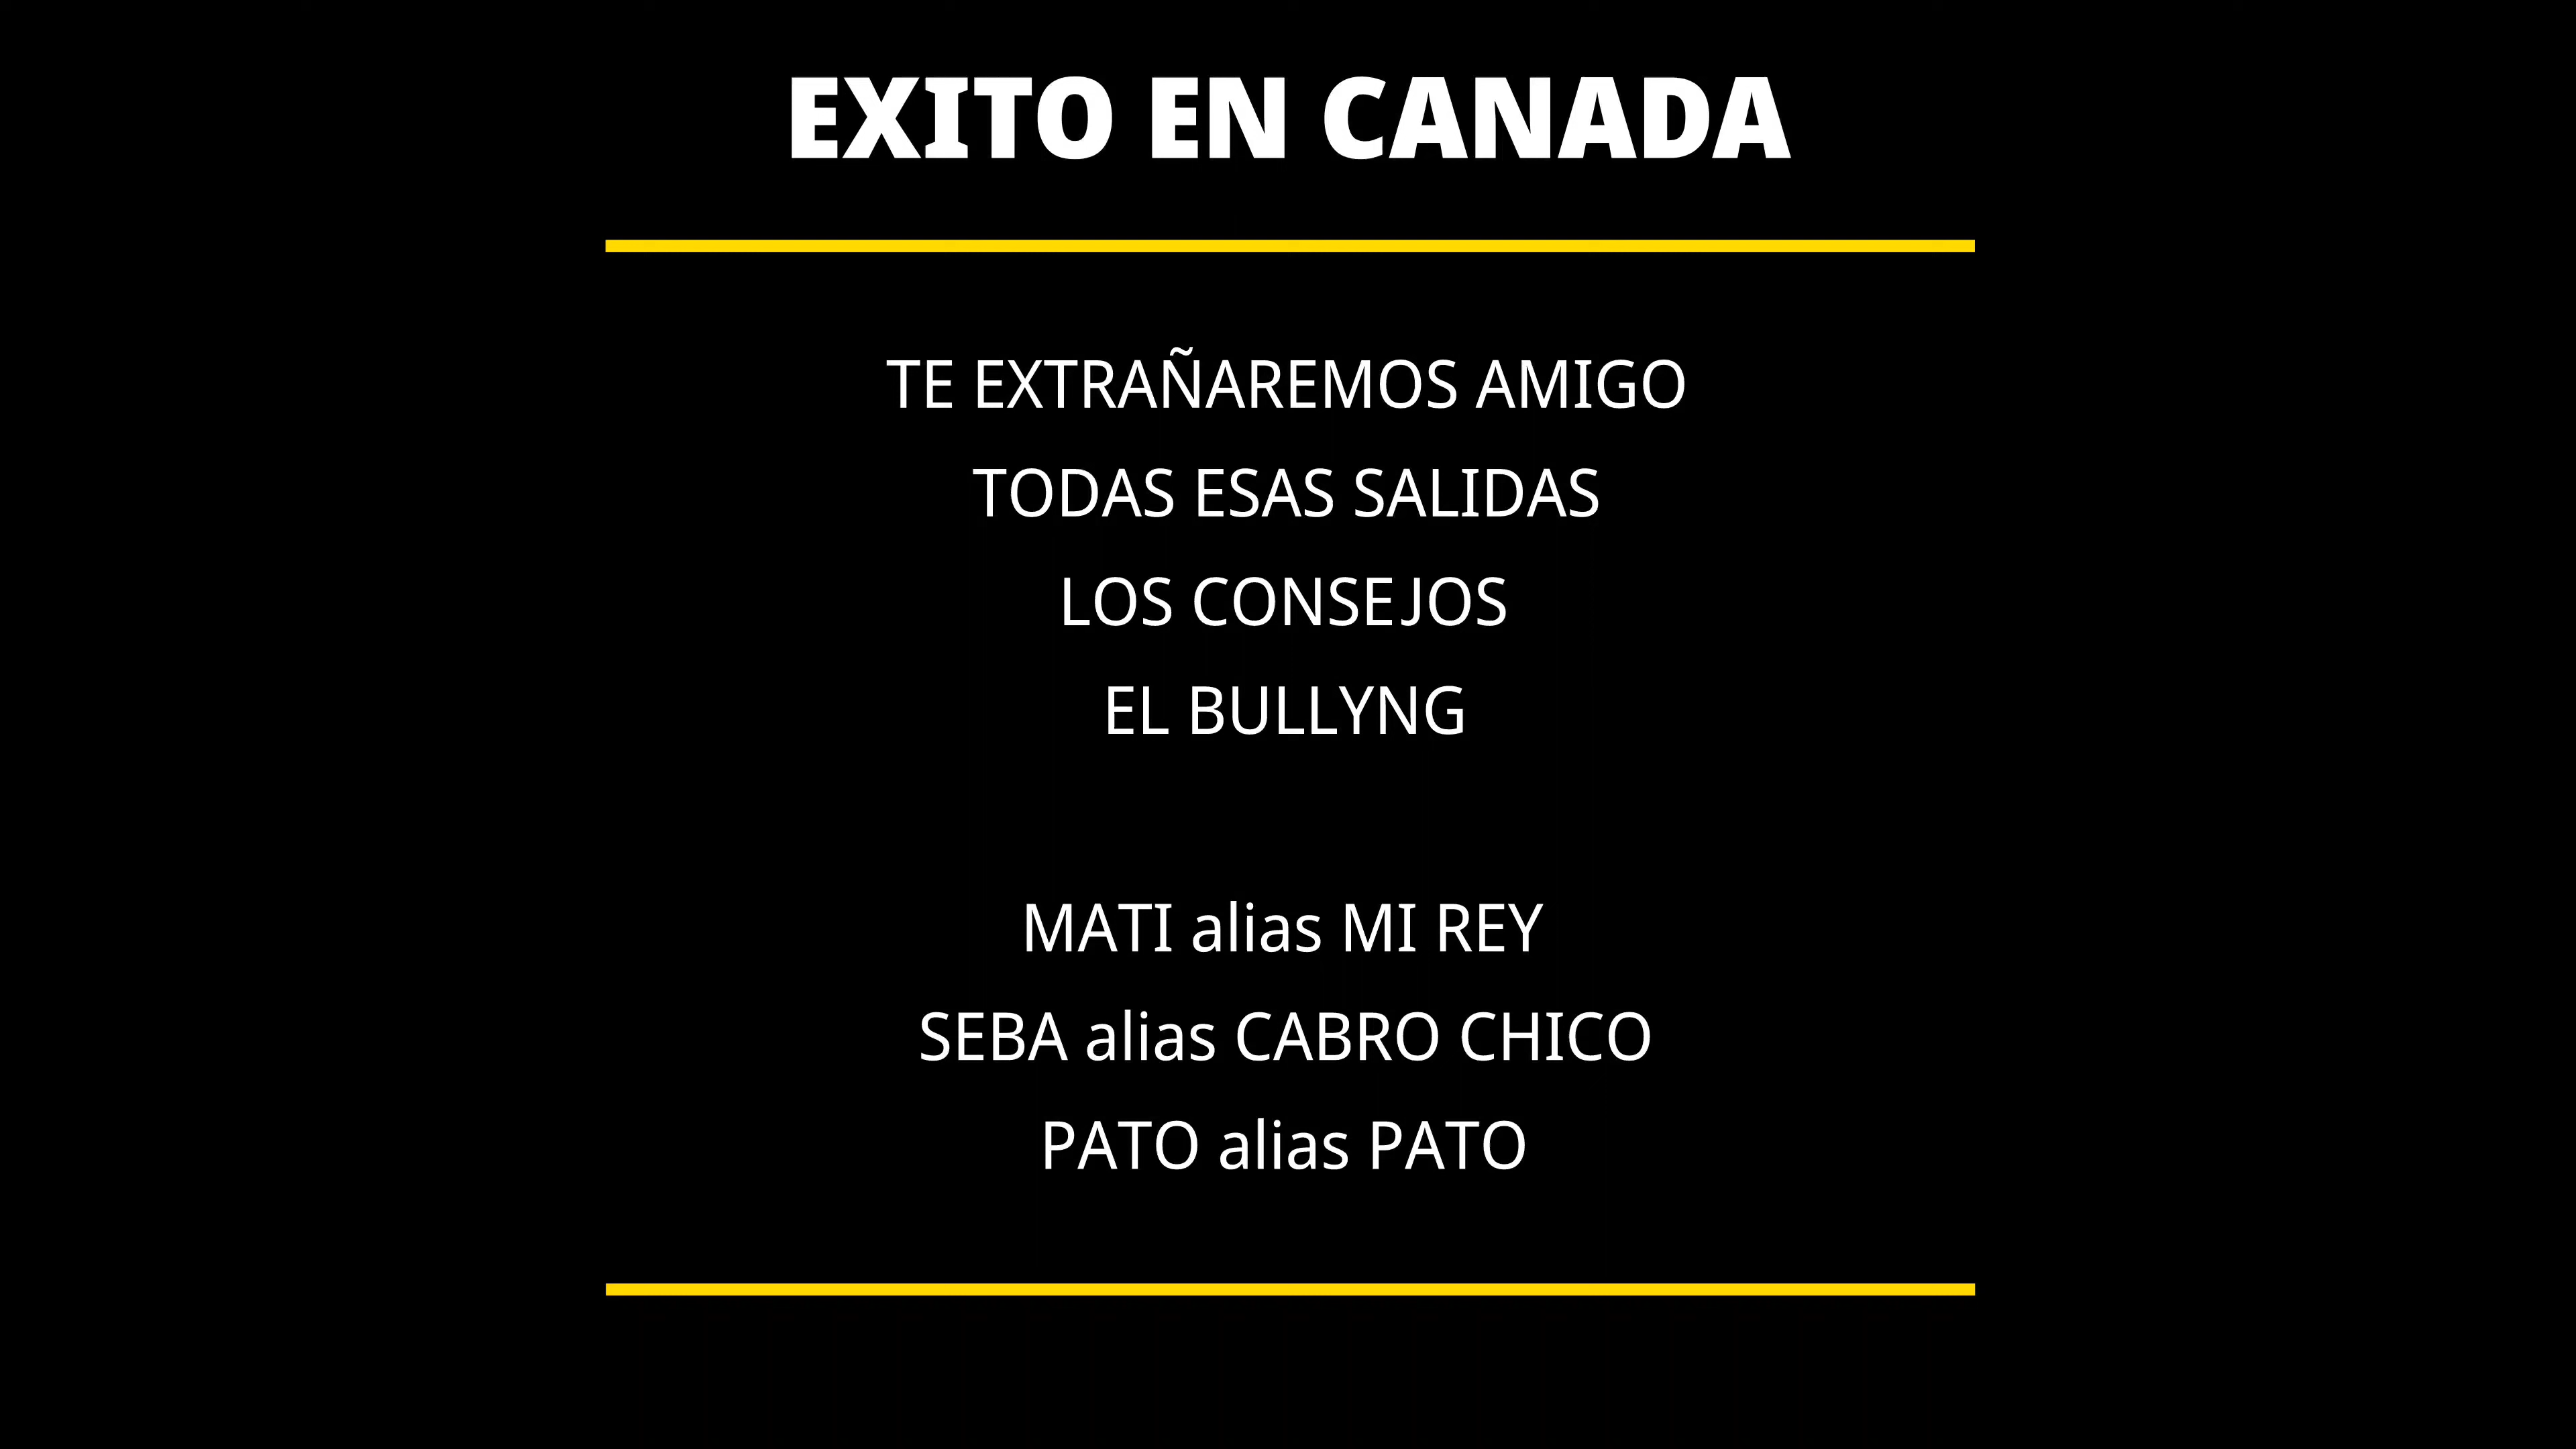 EXITO EN CANADA
TE EXTRAÑAREMOS AMIGO
TODAS ESAS SALIDAS
LOS CONSEJOS
EL BULLYNG
MATI alias MI REY
SEBA alias CABRO CHICO
PATO alias PATO